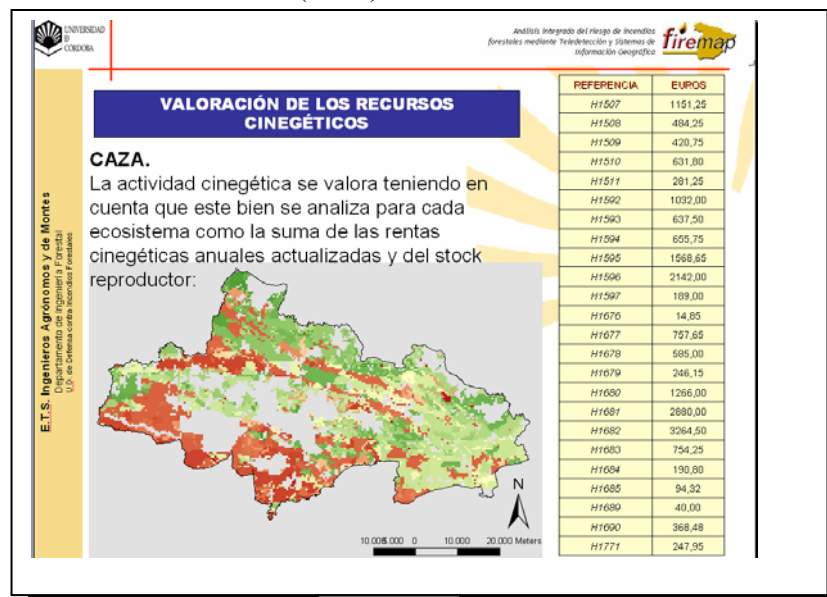 UNIVERSIDAD
D
CÓRDOBA
Análisis integrado del riesgo de incendios
forestales mediante Teledetección y Sistemas de
Información Geográfica
firemap
E.T.S. Ingenieros Agrónomos y de Montes
Departamento de Ingeniería Forestal
U.D. de Defensa contra Incendios Forestales
VALORACIÓN DE LOS RECURSOS
CINEGÉTICOS
CAZA.
La actividad cinegética se valora teniendo en
cuenta que este bien se analiza para cada
ecosistema como la suma de las rentas
cinegéticas anuales actualizadas y del stock
reproductor:
N
10.005.000 0 10.000 20.000 Meters
REFERENCIA EUROS
H1507 1151,25
H1508 484,25
H1509 420,75
H1510 631,80
H1511 281,25
H1592 1032,00
H1593 637,50
H1594 655,75
H1595 1568,65
H1596 2142,00
H1597 189,00
H1676 14,85
H1677 757,65
H1678 585,00
H1679 246,15
H1680 1266,00
H1681 2880,00
H1682 3264,50
H1683 754,25
H1684 190,80
H1685 94,32
H1689 40,00
H1690 368,48
H1771 247,95